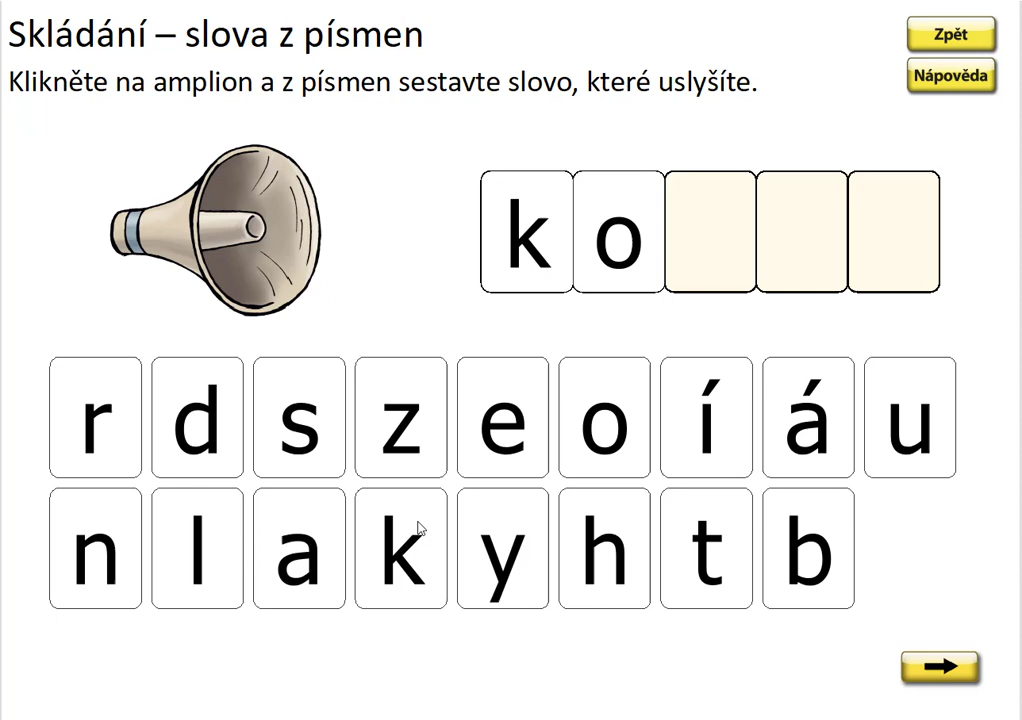 Skládání – slova z písmen
Zpět
Klikněte na amplion a z písmen sestavte slovo, které uslyšíte.
Nápověda
k o
r d s z e o í á u
n l a k y h t b